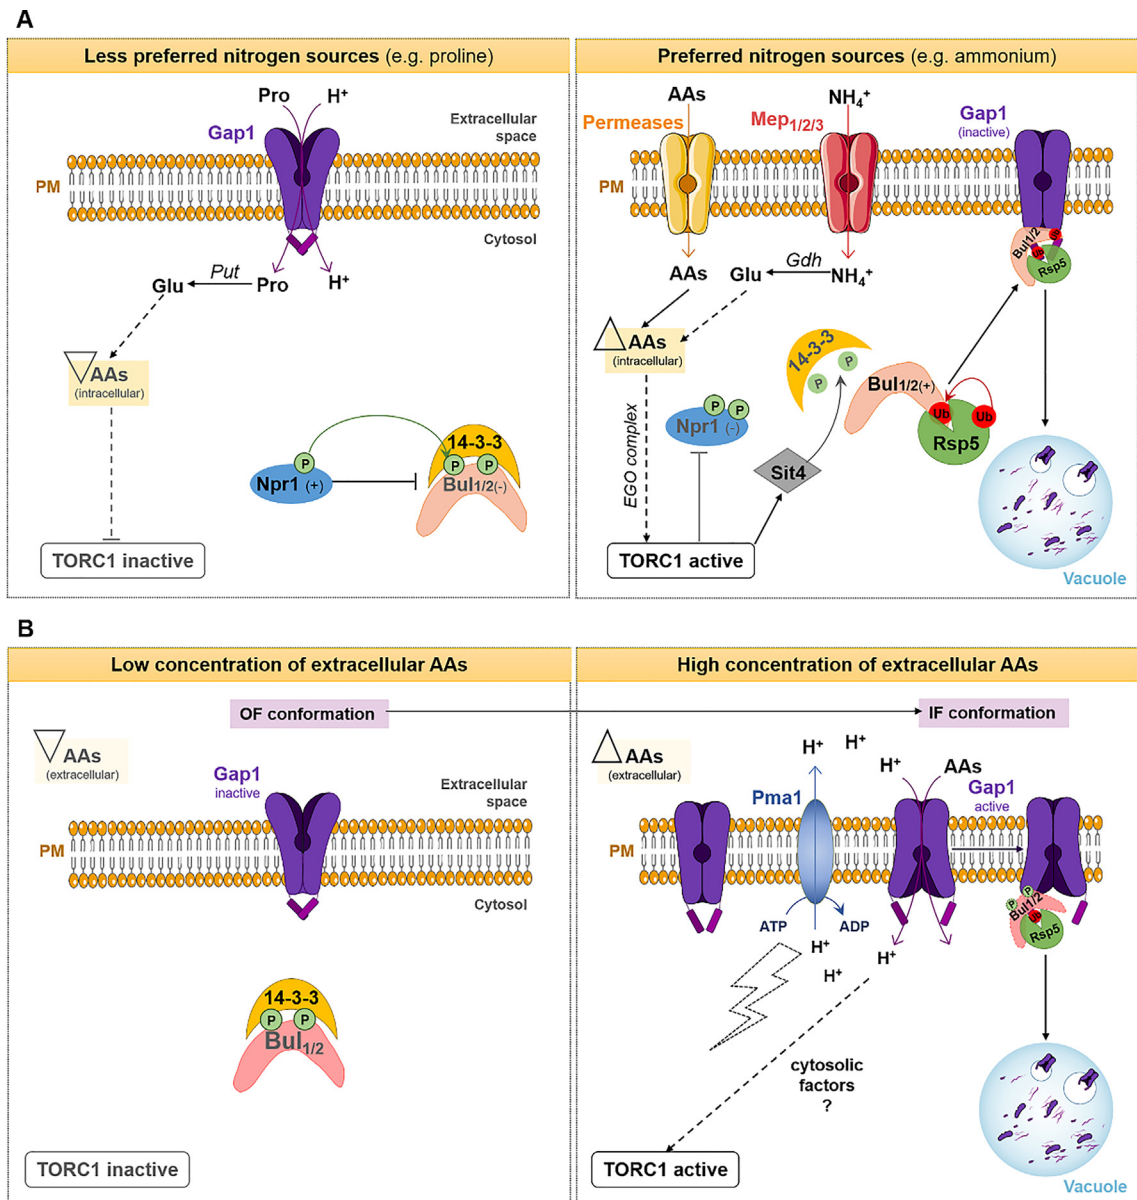 A
Less preferred nitrogen sources (e.g. proline)
Pro H⁺
Gap1
Extracellular
space
PM
Cytosol
Put
Glu
Pro
H⁺
AAs
(intracellular)
14-3-3
P
P P
Npr1 (+)
Bul1/2(-)
TORC1 inactive
Preferred nitrogen sources (e.g. ammonium)
AAs
NH₄⁺
Gap1
(inactive)
Permeases
Mep1/2/3
PM
Bul1/2
Ub
Ub
Rsp5
Gdh
AAs
Glu
NH₄⁺
AAs
(intracellular)
14-3-3
P
P
Bul1/2(+)
P P
Npr1 (-)
Ub Ub
Rsp5
EGO complex
Sit4
TORC1 active
Vacuole
B
Low concentration of extracellular AAs
OF conformation
AAs
(extracellular)
Gap1
inactive
Extracellular
space
PM
Cytosol
14-3-3
P P
Bul1/2
TORC1 inactive
High concentration of extracellular AAs
IF conformation
AAs
(extracellular)
H⁺ H⁺
H⁺ AAs
Pma1
Gap1
active
PM
P P
Bul1/2
Ub
Rsp5
ATP ADP
H⁺
H⁺
H⁺
cytosolic
factors
?
TORC1 active
Vacuole